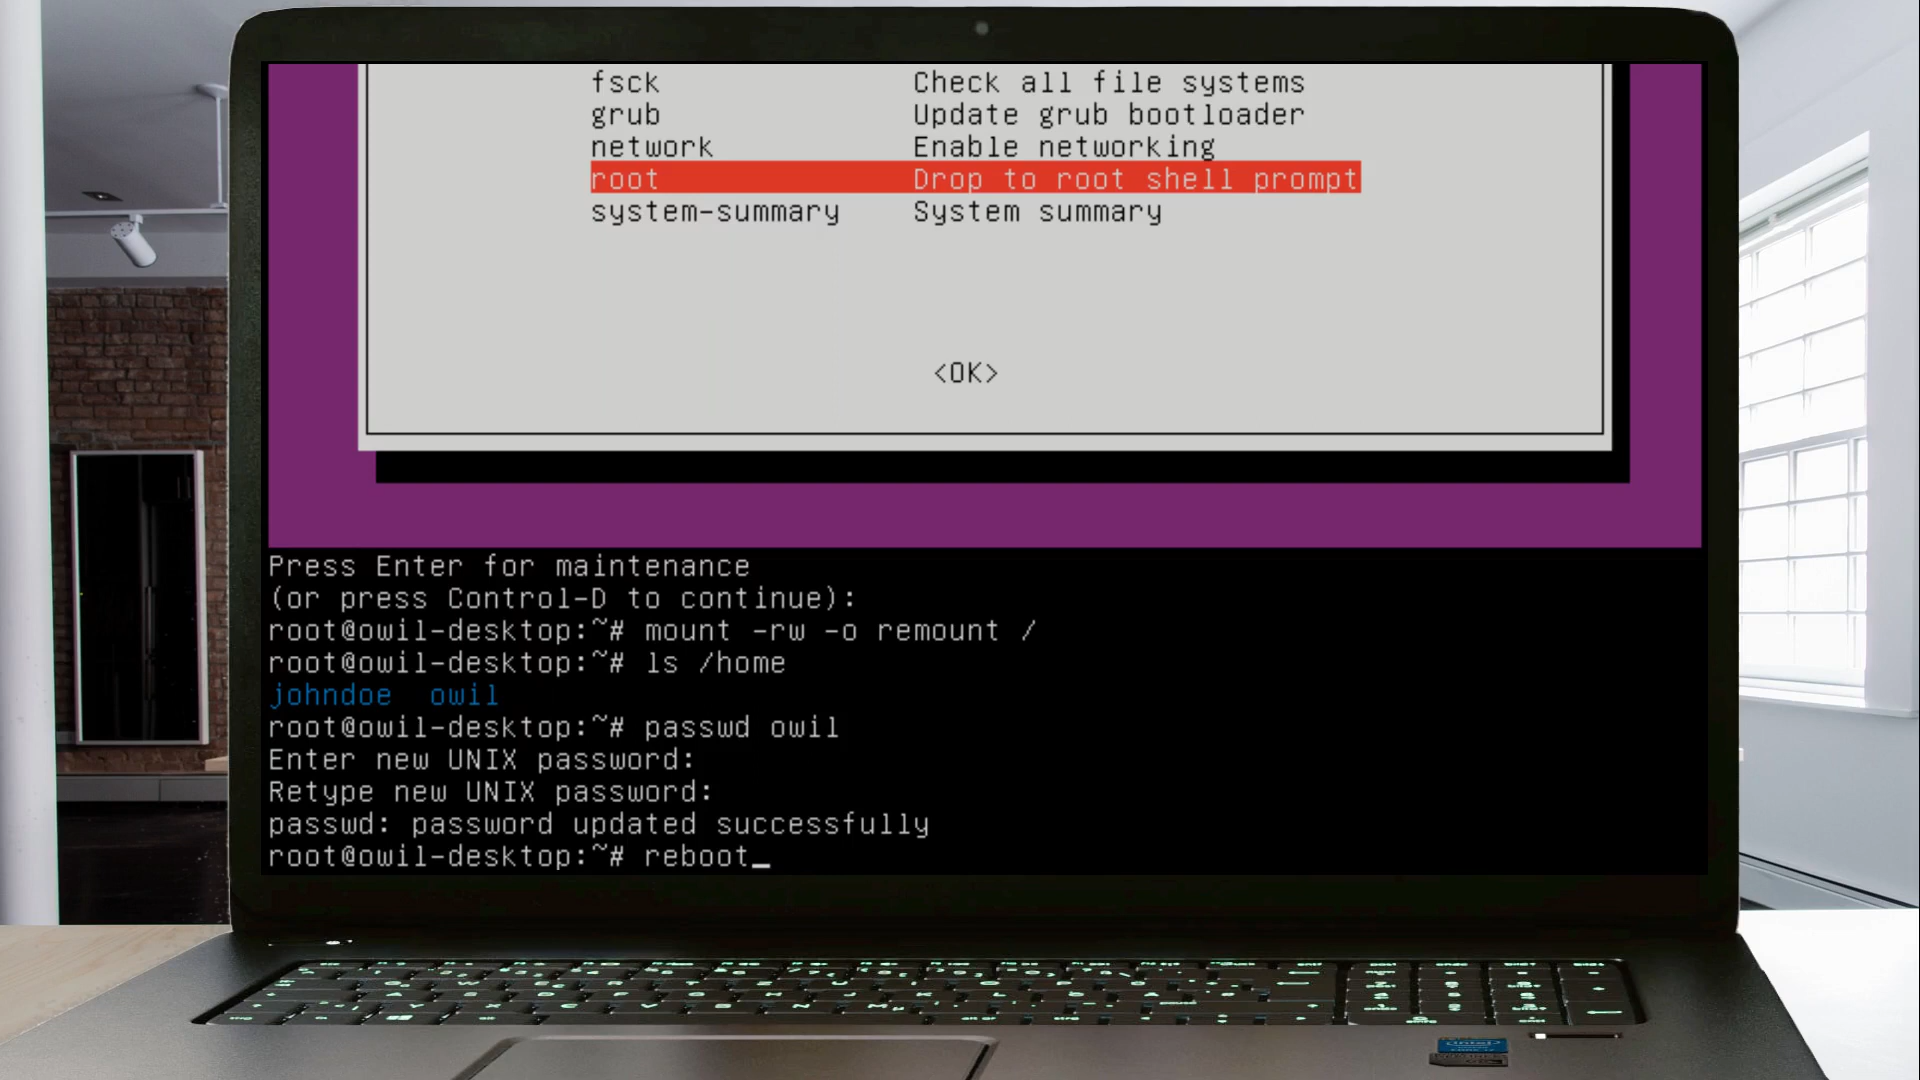 fsck Check all file systems
grub Update grub bootloader
network Enable networking
root Drop to root shell prompt
system-summary System summary
<OK>
Press Enter for maintenance
(or press Control-D to continue):
root@owil-desktop:~# mount -rw -o remount /
root@owil-desktop:~# ls /home
johndoe owil
root@owil-desktop:~# passwd owil
Enter new UNIX password:
Retype new UNIX password:
passwd: password updated successfully
root@owil-desktop:~# reboot_